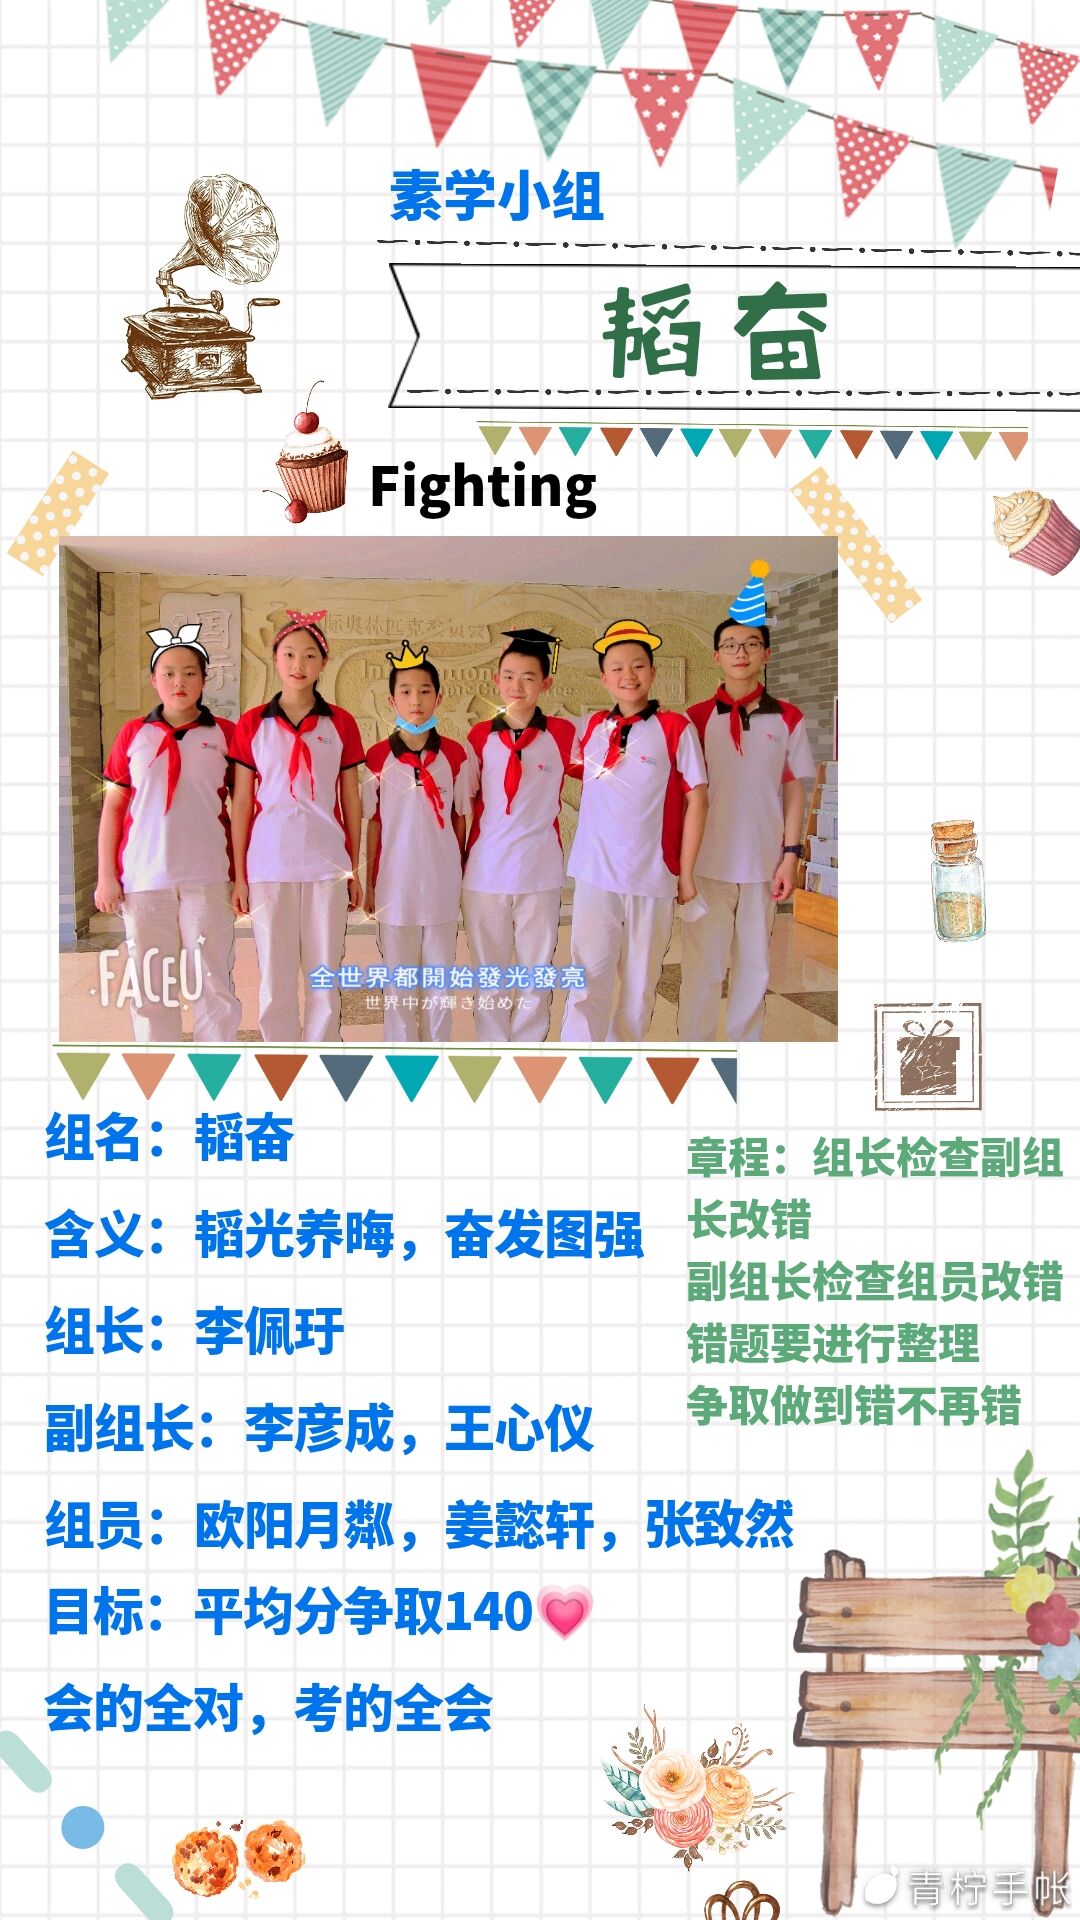 素学小组
韬奋
Fighting
FACEU
全世界都開始發光發亮
世界中が輝き始めた
组名：韬奋
含义：韬光养晦，奋发图强
组长：李佩玗
副组长：李彦成，王心仪
组员：欧阳月粼，姜懿轩，张致然
目标：平均分争取140💗
会的全对，考的全会
章程：组长检查副组
长改错
副组长检查组员改错
错题要进行整理
争取做到错不再错
青柠手帐